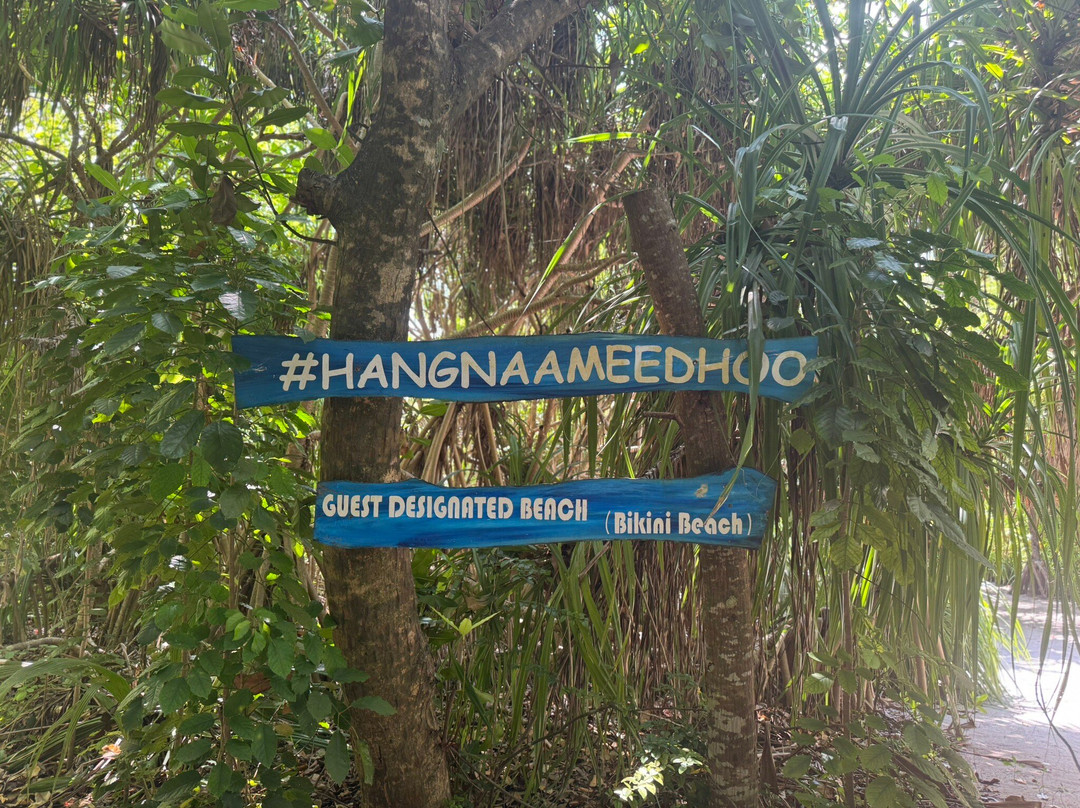 #HANGNAAMEEDHOO
GUEST DESIGNATED BEACH (Bikini Beach)